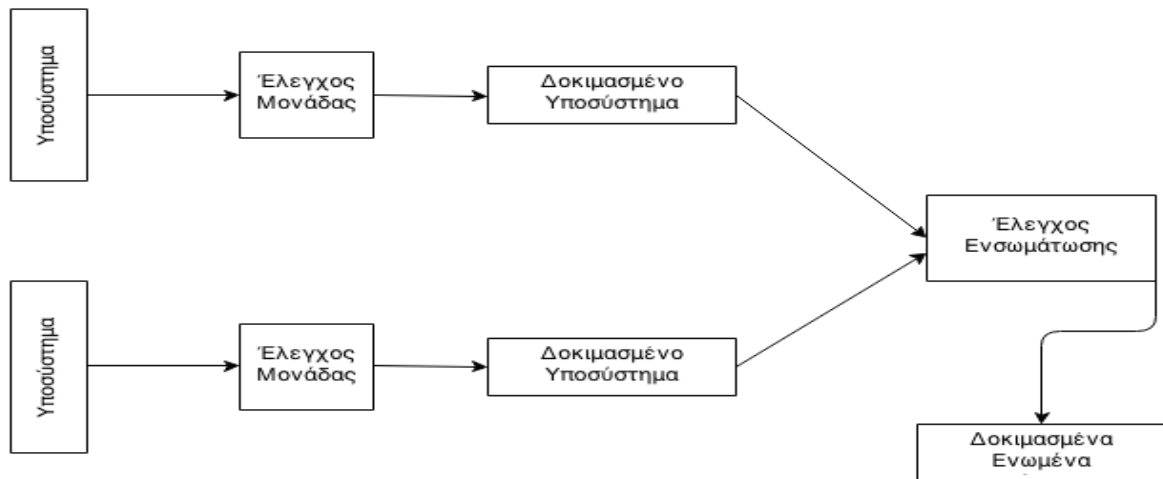 Υποσύστημα
Έλεγχος
Μονάδας
Δοκιμασμένο
Υποσύστημα
Έλεγχος
Ενσωμάτωσης
Υποσύστημα
Έλεγχος
Μονάδας
Δοκιμασμένο
Υποσύστημα
Δοκιμασμένα
Ενωμένα